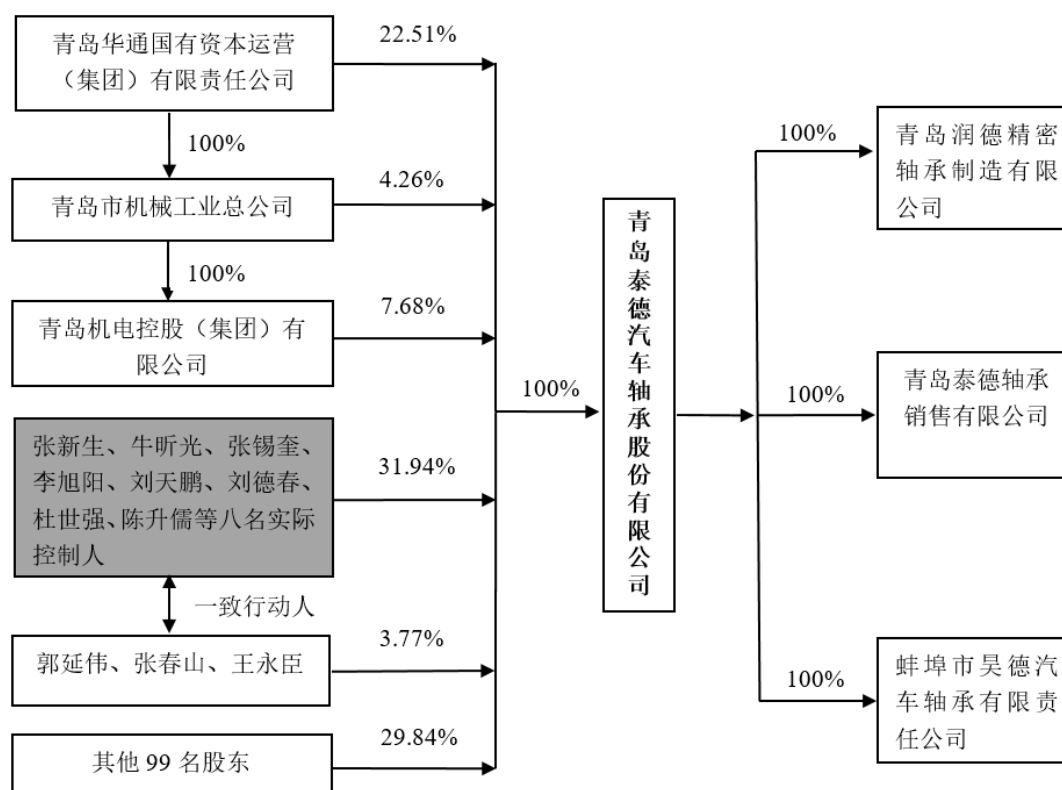 青岛华通国有资本运营
（集团）有限责任公司
22.51%
100%
青岛市机械工业总公司
4.26%
100%
青岛机电控股（集团）有
限公司
7.68%
张新生、牛昕光、张锡奎、
李旭阳、刘天鹏、刘德春、
杜世强、陈升儒等八名实际
控制人
31.94%
一致行动人
郭延伟、张春山、王永臣
3.77%
其他 99 名股东
29.84%
100%
青岛泰德汽车轴承股份有限公司
100%
青岛润德精密
轴承制造有限
公司
100%
青岛泰德轴承
销售有限公司
100%
蚌埠市昊德汽
车轴承有限责
任公司